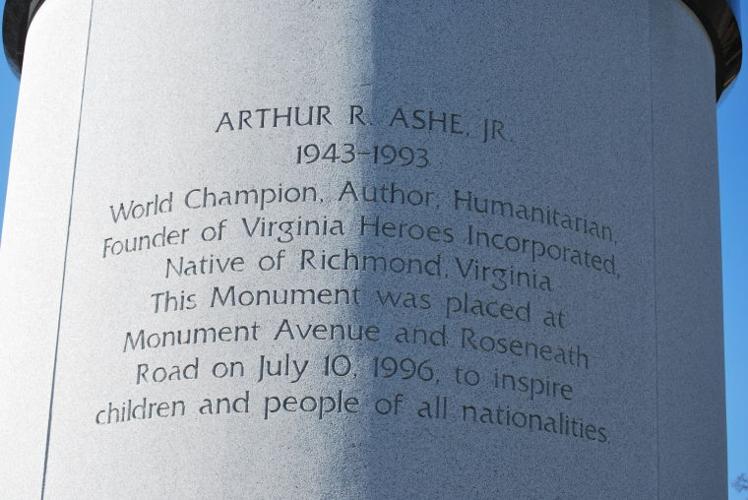 ARTHUR R. ASHE, JR.
1943-1993
World Champion, Author, Humanitarian,
Founder of Virginia Heroes Incorporated,
Native of Richmond, Virginia
This Monument was placed at
Monument Avenue and Roseneath
Road on July 10, 1996, to inspire
children and people of all nationalities.